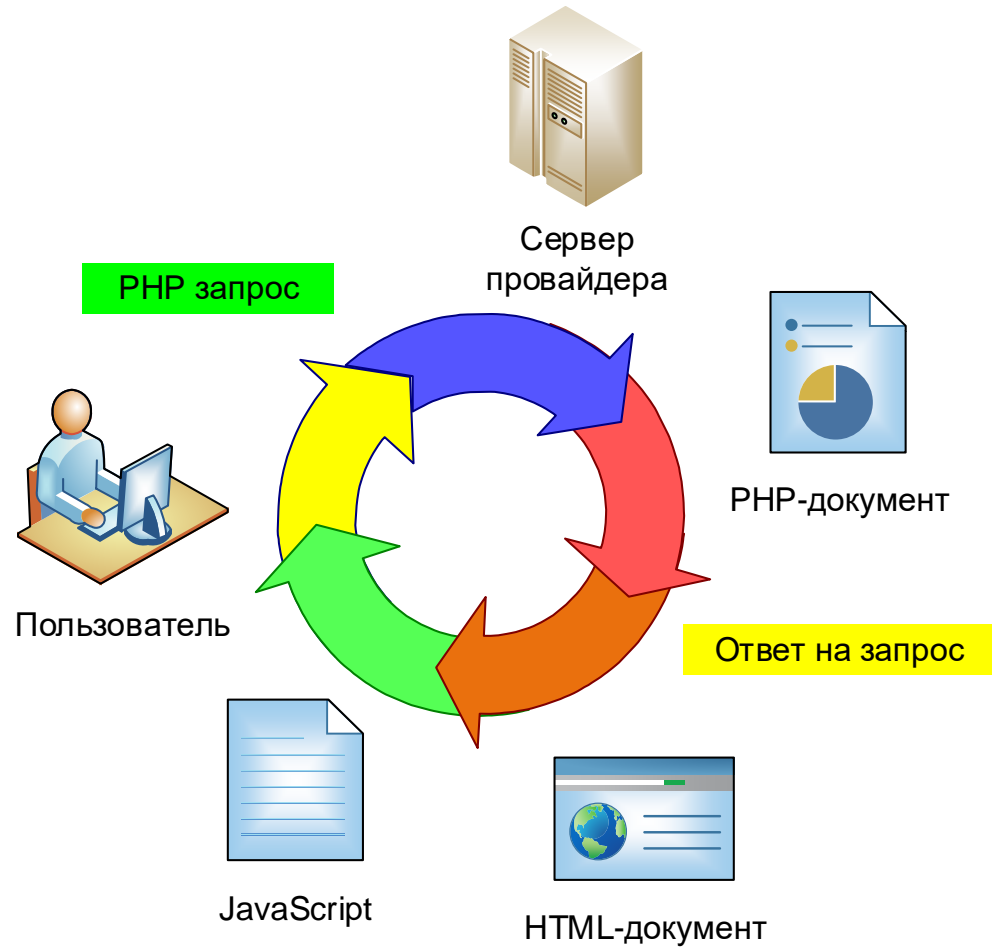 Сервер
провайдера
PHP запрос
PHP-документ
Пользователь
Ответ на запрос
JavaScript
HTML-документ